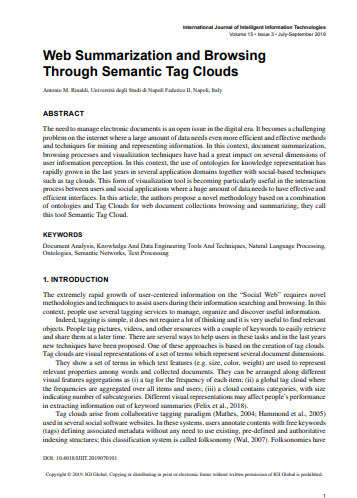 International Journal of Intelligent Information Technologies
Volume 15 • Issue 3 • July-September 2019
Web Summarization and Browsing
Through Semantic Tag Clouds
Antonio M. Rinaldi, Università degli Studi di Napoli Federico II, Napoli, Italy
ABSTRACT
The need to manage electronic documents is an open issue in the digital era. It becomes a challenging
problem on the internet where a large amount of data needs even more efficient and effective methods
and techniques for mining and representing information. In this context, document summarization,
browsing processes and visualization techniques have had a great impact on several dimensions of
user information perception. In this context, the use of ontologies for knowledge representation has
rapidly grown in the last years in several application domains together with social-based techniques
such as tag clouds. This form of visualization tool is becoming particularly useful in the interaction
process between users and social applications where a huge amount of data needs to have effective and
efficient interfaces. In this article, the authors propose a novel methodology based on a combination
of ontologies and Tag Clouds for web document collections browsing and summarizing, they call
this tool Semantic Tag Cloud.
KEYWORDS
Document Analysis, Knowledge And Data Engineering Tools And Techniques, Natural Language Processing,
Ontologies, Semantic Networks, Text Processing
1. INTRODUCTION
The extremely rapid growth of user-centered information on the “Social Web” requires novel
methodologies and techniques to assist users during their information searching and browsing. In this
context, people use several tagging services to manage, organize and discover useful information.
Indeed, tagging is simple, it does not require a lot of thinking and it is very useful to find relevant
objects. People tag pictures, videos, and other resources with a couple of keywords to easily retrieve
and share them at a later time. There are several ways to help users in these tasks and in the last years
new techniques have been proposed. One of these approaches is based on the creation of tag clouds.
Tag clouds are visual representations of a set of terms which represent several document dimensions.
They show a set of terms in which text features (e.g. size, color, weight) are used to represent
relevant properties among words and collected documents. They can be arranged along different
visual features aggregations as (i) a tag for the frequency of each item; (ii) a global tag cloud where
the frequencies are aggregated over all items and users; (iii) a cloud contains categories, with size
indicating number of subcategories. Different visual representations may affect people’s performance
in extracting information out of keyword summaries (Felix et al., 2018).
Tag clouds arise from collaborative tagging paradigm (Mathes, 2004; Hammond et al., 2005)
used in several social software websites. In these systems, users annotate contents with free keywords
(tags) defining associated metadata without any need to use existing, pre-defined and authoritative
indexing structures; this classification system is called folksonomy (Wal, 2007). Folksonomies have
DOI: 10.4018/IJIIT.2019070101
Copyright © 2019, IGI Global. Copying or distributing in print or electronic forms without written permission of IGI Global is prohibited.
1